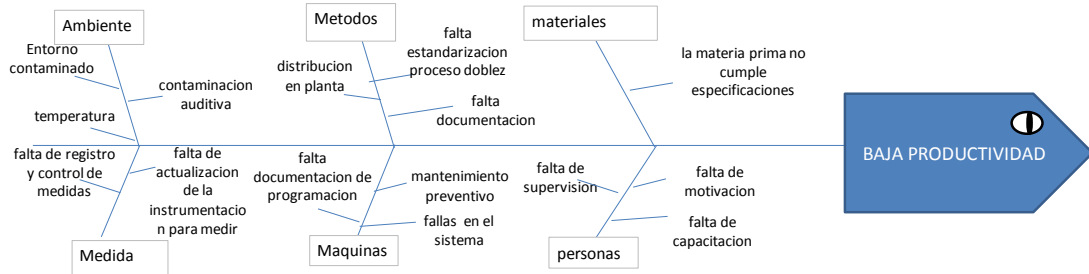 Ambiente
Entorno
contaminado
contaminacion
auditiva
temperatura
Metodos
falta
estandarizacion
proceso doblez
distribucion
en planta
falta
documentacion
materiales
la materia prima no
cumple
especificaciones
BAJA PRODUCTIVIDAD
falta de registro
y control de
medidas
falta de
actualizacion
de la
instrumentacio
n para medir
Medida
falta
documentacion de
programacion
mantenimiento
preventivo
fallas en el
sistema
Maquinas
falta de
supervision
falta de
motivacion
falta de
capacitacion
personas